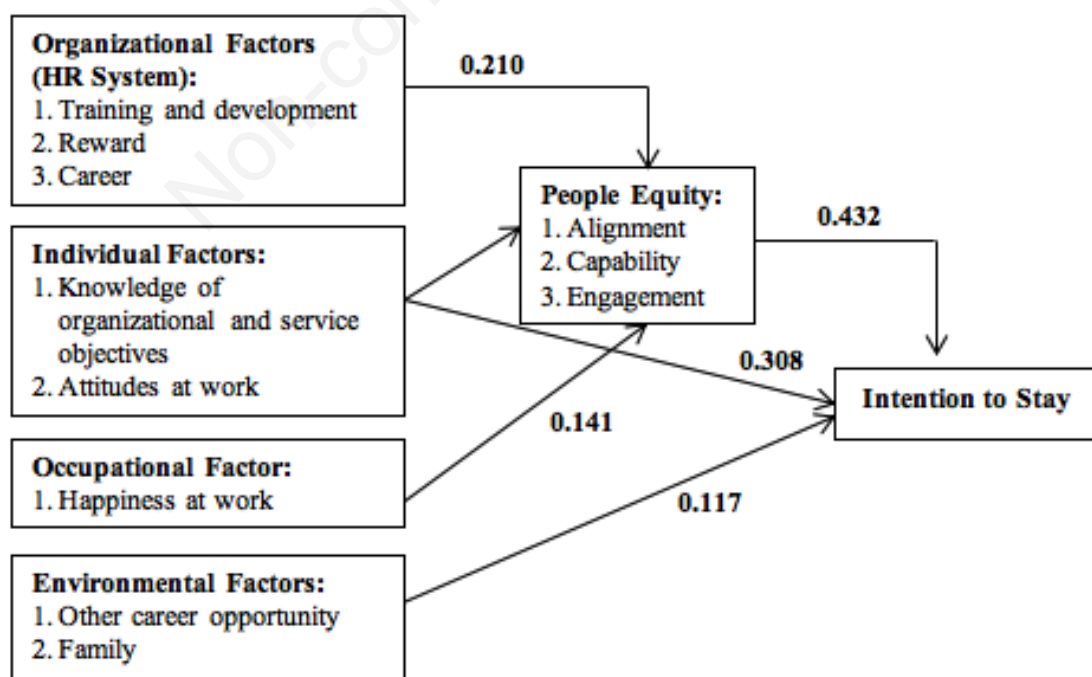 Organizational Factors
(HR System):
1. Training and development
2. Reward
3. Career
0.210
People Equity:
1. Alignment
2. Capability
3. Engagement
0.432
Individual Factors:
1. Knowledge of
organizational and service
objectives
2. Attitudes at work
0.308
Intention to Stay
0.141
Occupational Factor:
1. Happiness at work
0.117
Environmental Factors:
1. Other career opportunity
2. Family